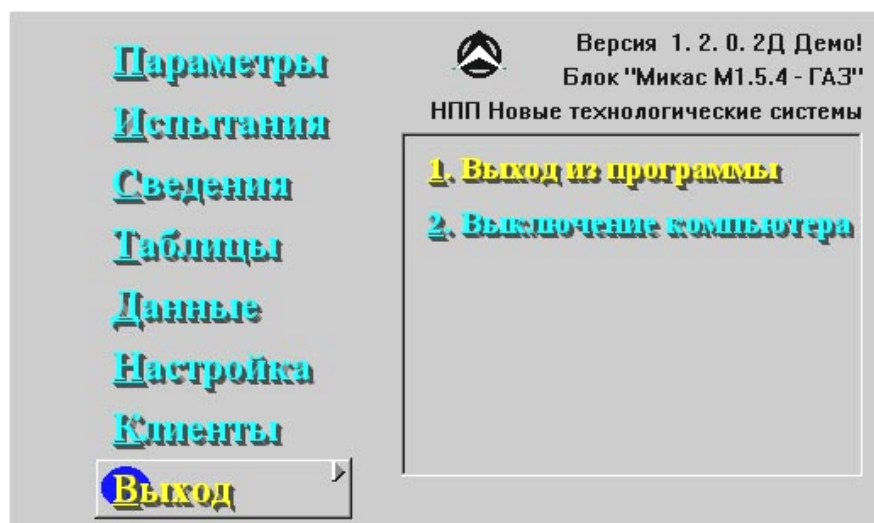 Параметры
Испытания
Сведения
Таблицы
Данные
Настройка
Клиенты
Выход
Версия 1.2.0.2Д Демо!
Блок "Микас М1.5.4 - ГАЗ"
НПП Новые технологические системы
1. Выход из программы
2. Выключение компьютера